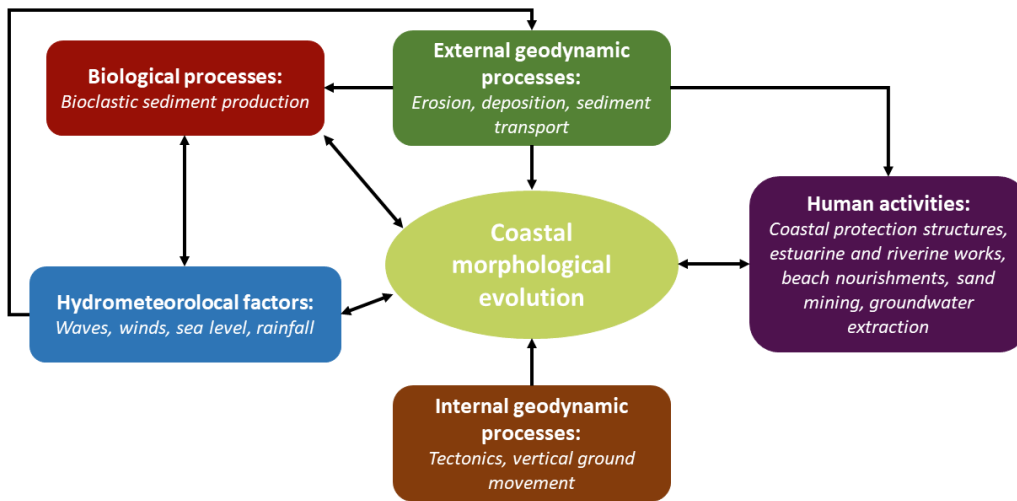 External geodynamic
processes:
Erosion, deposition, sediment
transport
Biological processes:
Bioclastic sediment production
Human activities:
Coastal protection structures,
estuarine and riverine works,
beach nourishments, sand
mining, groundwater
extraction
Coastal
morphological
evolution
Hydrometeorolocal factors:
Waves, winds, sea level, rainfall
Internal geodynamic
processes:
Tectonics, vertical ground
movement